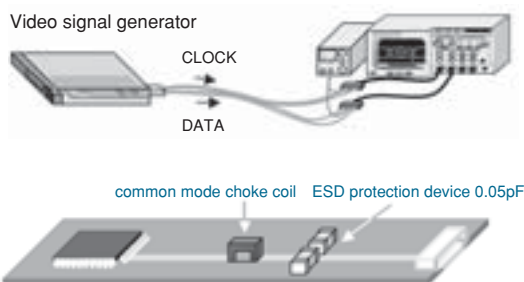 Video signal generator
CLOCK
DATA
common mode choke coil ESD protection device 0.05pF